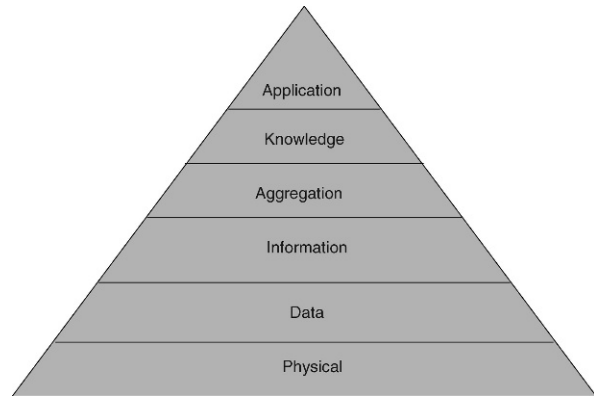 Application
Knowledge
Aggregation
Information
Data
Physical